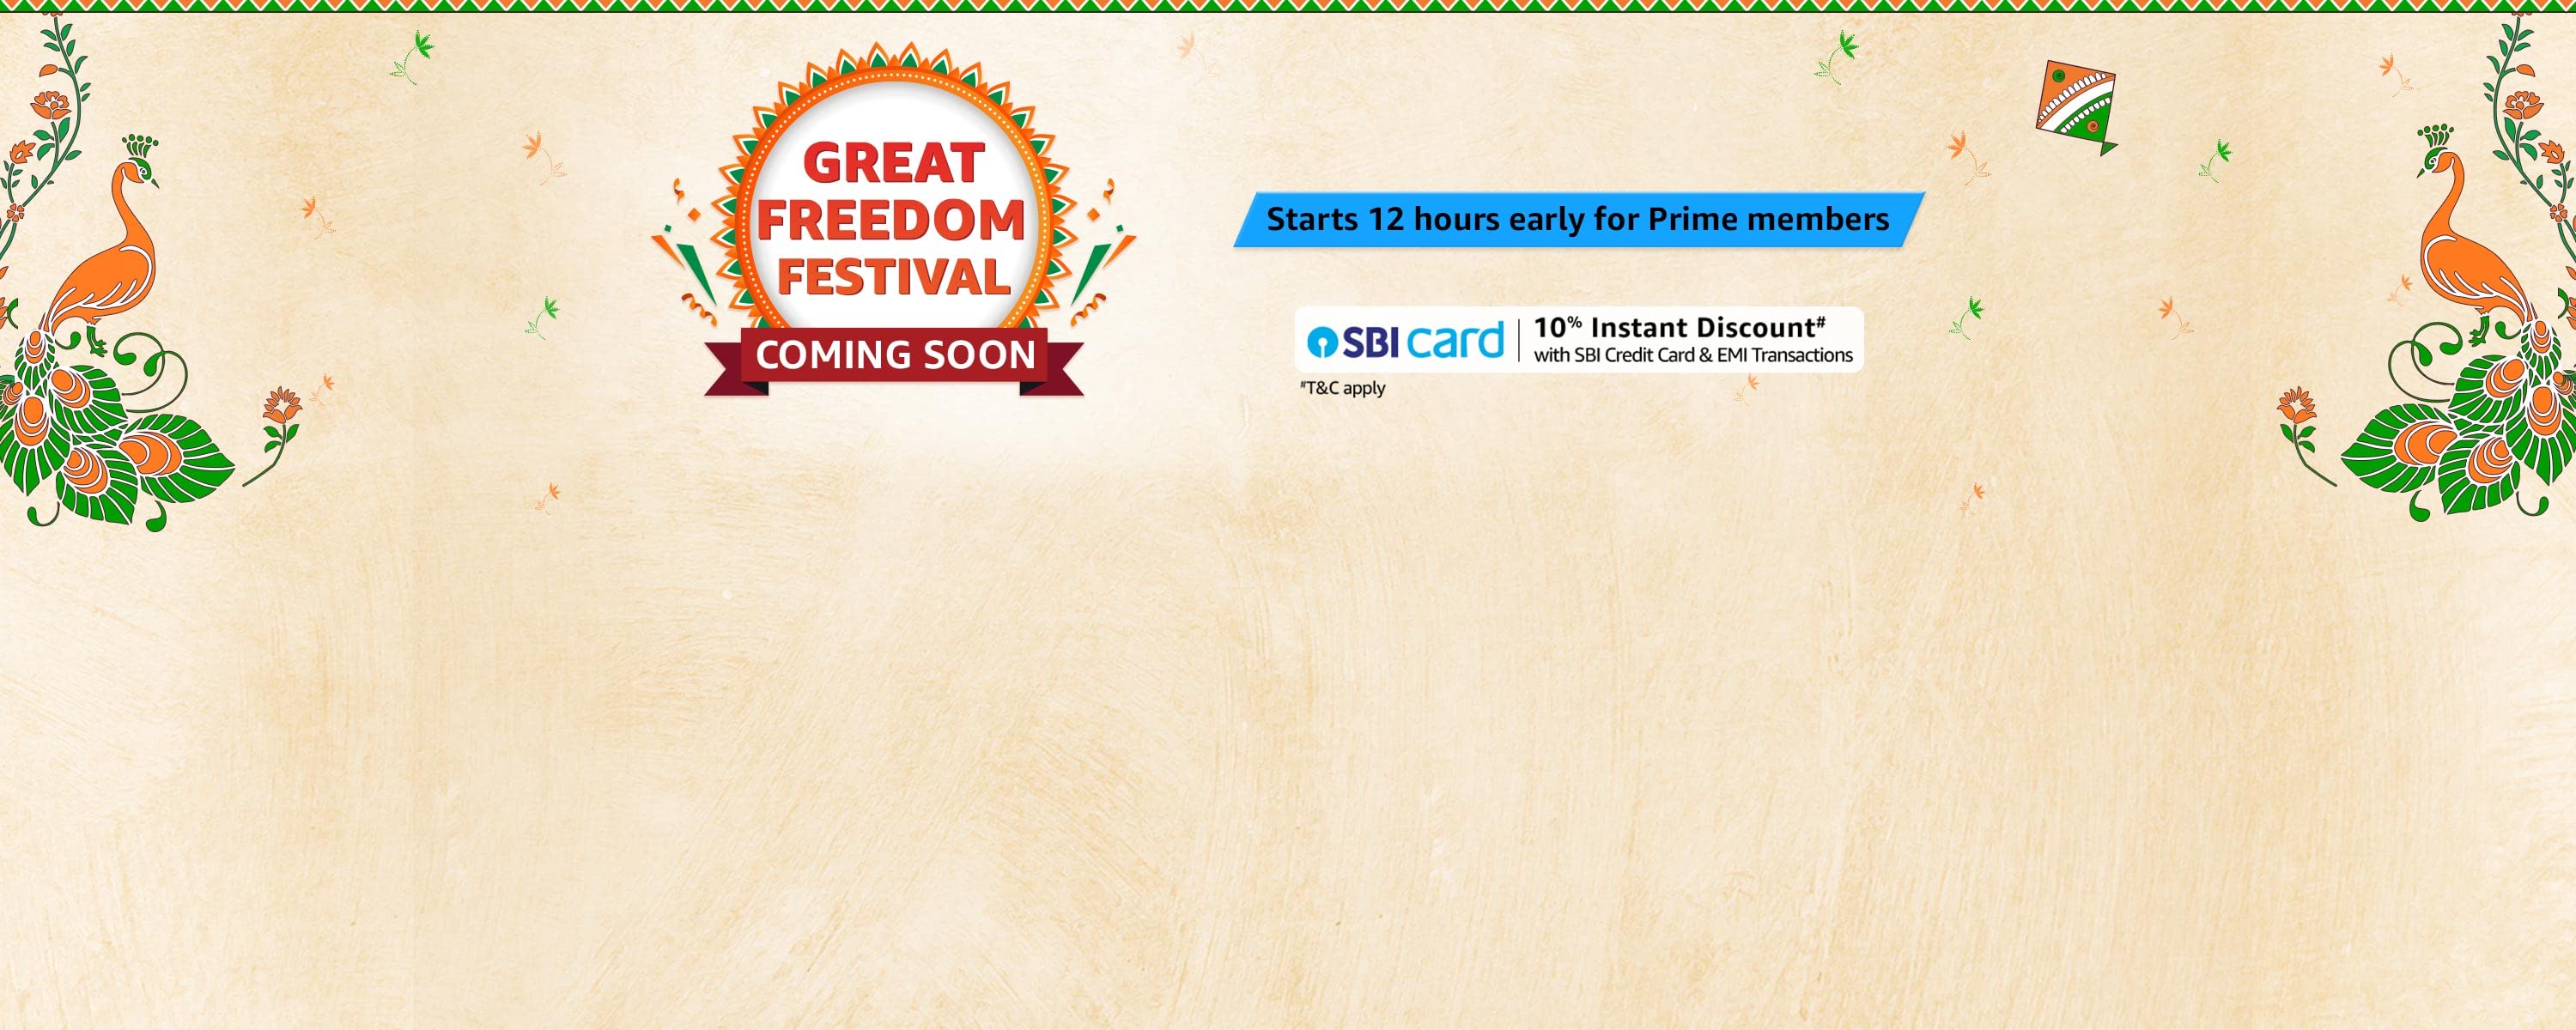 GREAT
FREEDOM
FESTIVAL
COMING SOON
Starts 12 hours early for Prime members
SBI card
10% Instant Discount#
with SBI Credit Card & EMI Transactions
#T&C apply